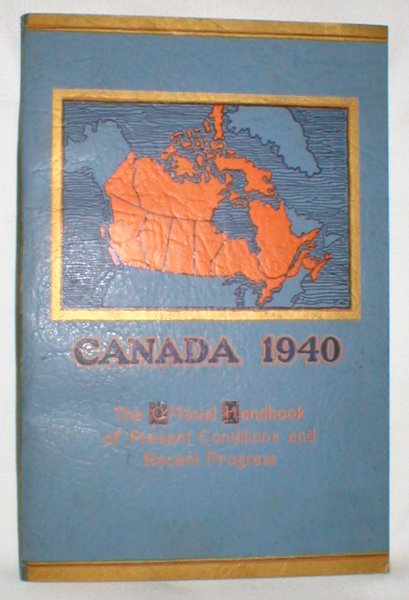 CANADA 1940
The Official Handbook
of Present Conditions and
Recent Progress